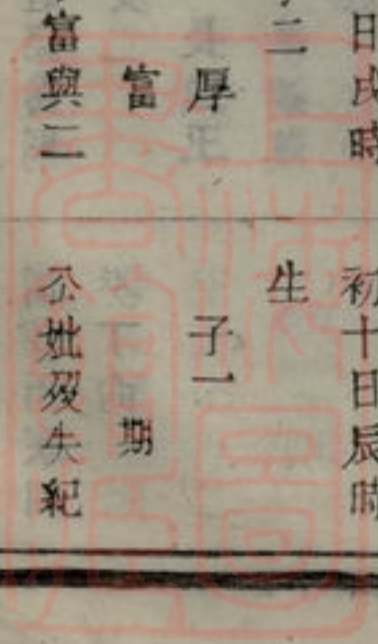 日戌時
初十日辰時
二
生
厚
子一
富
期
富與二
公妣歿失紀